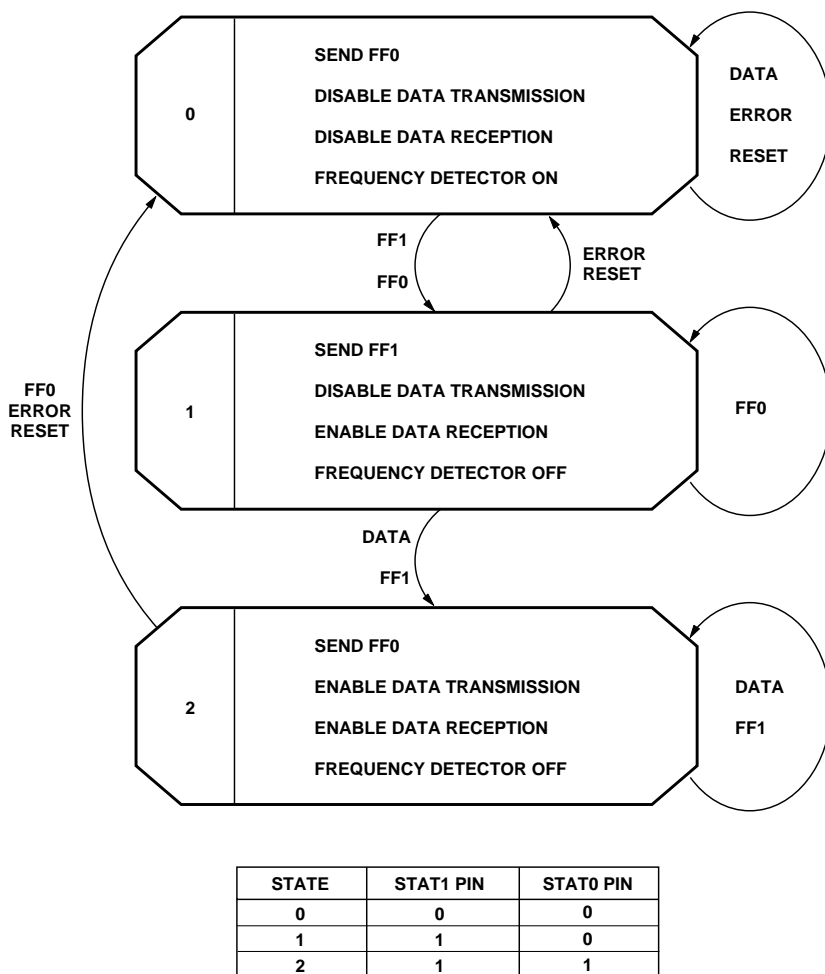 SEND FF0
DISABLE DATA TRANSMISSION
0
DISABLE DATA RECEPTION
FREQUENCY DETECTOR ON
DATA
ERROR
RESET
FF1
FF0
ERROR
RESET
SEND FF1
DISABLE DATA TRANSMISSION
1
ENABLE DATA RECEPTION
FREQUENCY DETECTOR OFF
FF0
FF0
ERROR
RESET
DATA
FF1
SEND FF0
ENABLE DATA TRANSMISSION
2
ENABLE DATA RECEPTION
FREQUENCY DETECTOR OFF
DATA
FF1
STATE STAT1 PIN STAT0 PIN
0 0 0
1 1 0
2 1 1